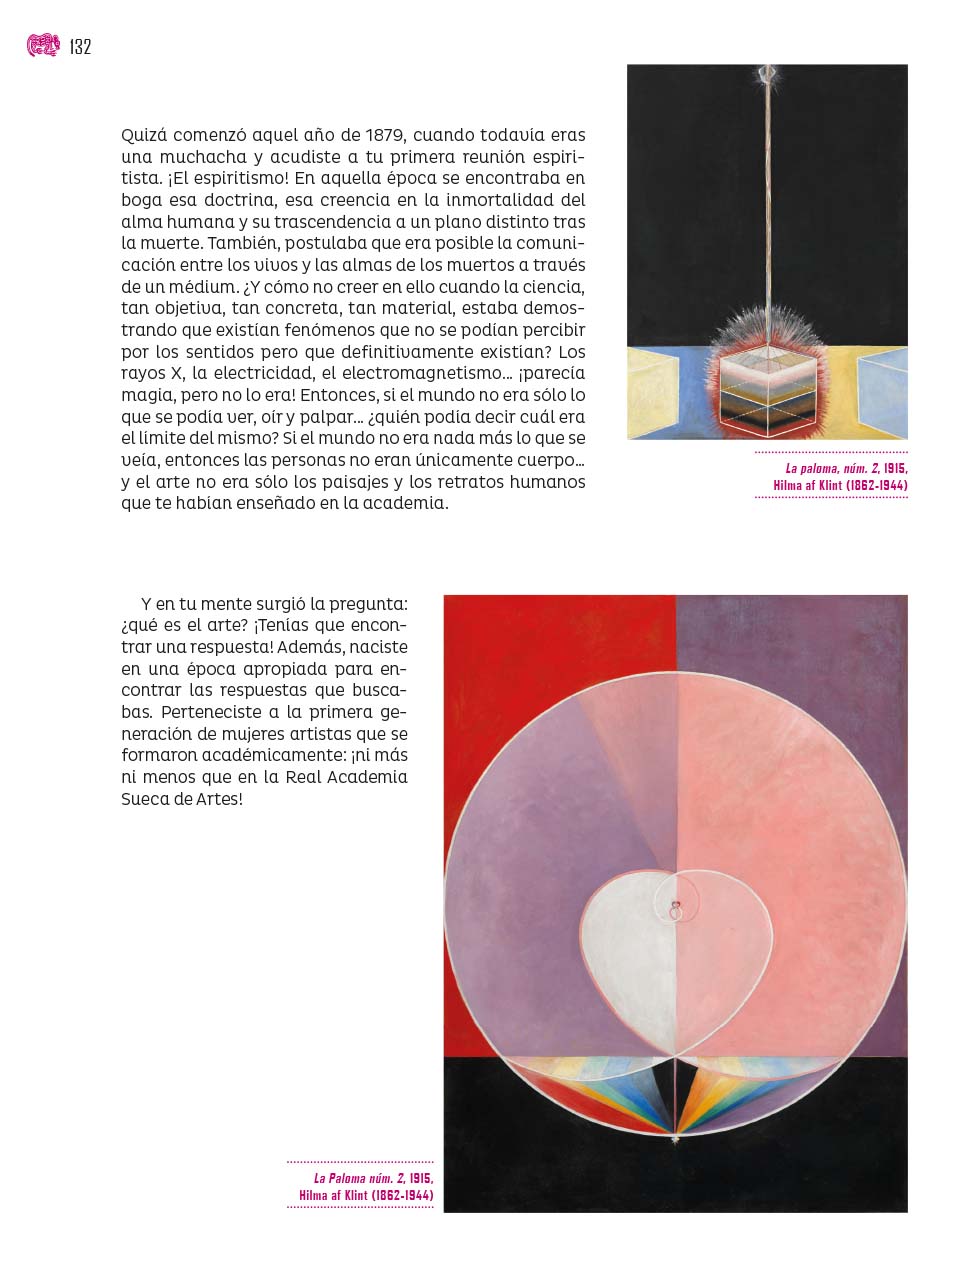 132
Quizá comenzó aquel año de 1879, cuando todavía eras
una muchacha y acudiste a tu primera reunión espiri-
tista. ¡El espiritismo! En aquella época se encontraba en
boga esa doctrina, esa creencia en la inmortalidad del
alma humana y su trascendencia a un plano distinto tras
la muerte. También, postulaba que era posible la comuni-
cación entre los vivos y las almas de los muertos a través
de un médium. ¿Y cómo no creer en ello cuando la ciencia,
tan objetiva, tan concreta, tan material, estaba demos-
trando que existían fenómenos que no se podían percibir
por los sentidos pero que definitivamente existían? Los
rayos X, la electricidad, el electromagnetismo... ¡parecía
magia, pero no lo era! Entonces, si el mundo no era sólo lo
que se podía ver, oír y palpar... ¿quién podía decir cuál era
el límite del mismo? Si el mundo no era nada más lo que se
veía, entonces las personas no eran únicamente cuerpo...
y el arte no era sólo los paisajes y los retratos humanos
que te habían enseñado en la academia.
La paloma, núm. 2, 1915,
Hilma af Klint (1862-1944)
Y en tu mente surgió la pregunta:
¿qué es el arte? ¡Tenías que encon-
trar una respuesta! Además, naciste
en una época apropiada para en-
contrar las respuestas que busca-
bas. Perteneciste a la primera ge-
neración de mujeres artistas que se
formaron académicamente: ¡ni más
ni menos que en la Real Academia
Sueca de Artes!
La Paloma núm. 2, 1915,
Hilma af Klint (1862-1944)